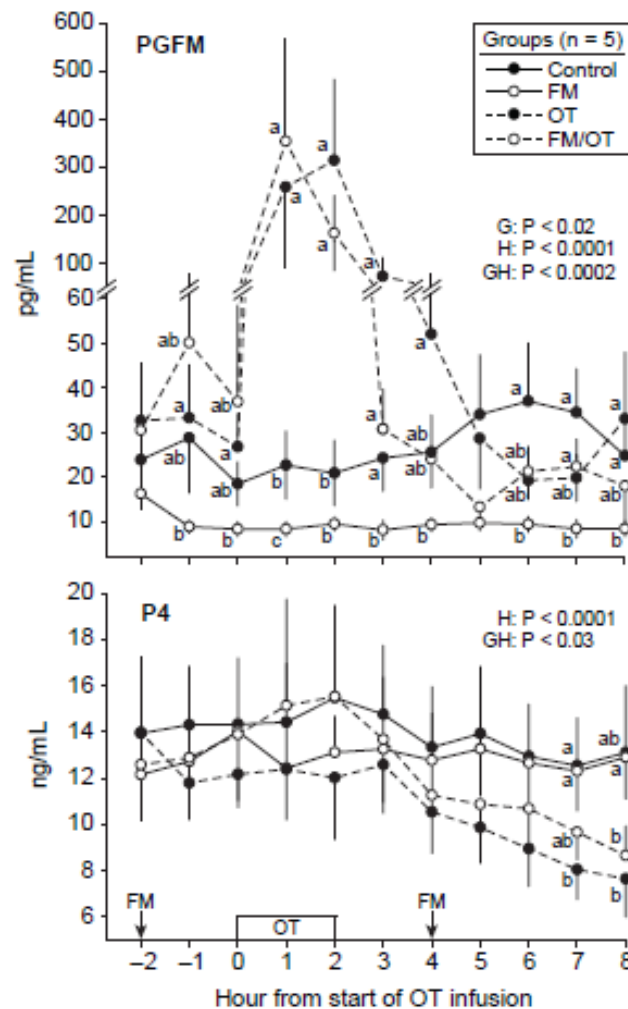 PGFM
Groups (n = 5)
Control
FM
OT
FM/OT
G: P < 0.02
H: P < 0.0001
GH: P < 0.0002
pg/mL
600
500
400
300
200
100
60
50
40
30
20
10
a a
a a
a a
ab a ab a b b a ab a a a a
ab ab a b b a ab ab ab ab
b b c b b b b b b
P4
H: P < 0.0001
GH: P < 0.03
ng/mL
20
18
16
14
12
10
8
6
a ab
a a
ab b
b b
FM OT FM
–2 –1 0 1 2 3 4 5 6 7 8
Hour from start of OT infusion